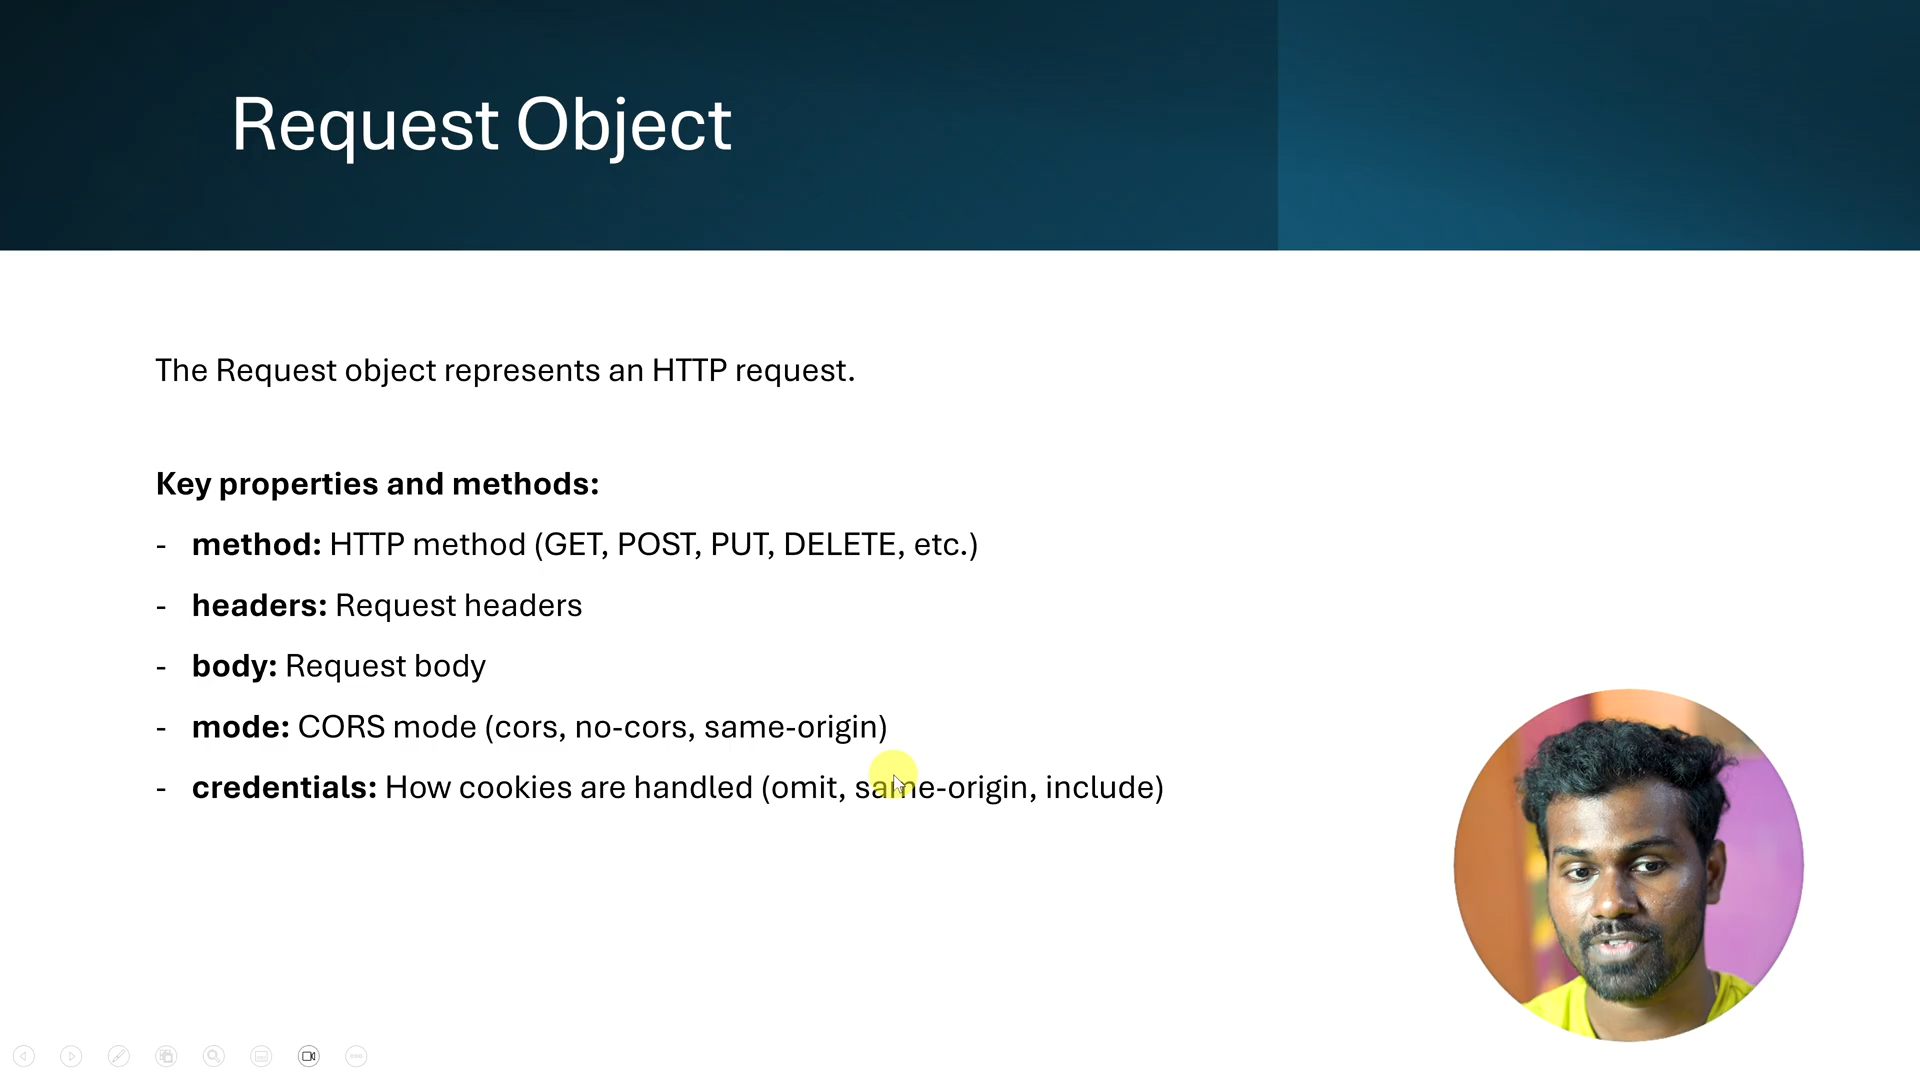 Request Object
The Request object represents an HTTP request.
Key properties and methods:
- method: HTTP method (GET, POST, PUT, DELETE, etc.)
- headers: Request headers
- body: Request body
- mode: CORS mode (cors, no-cors, same-origin)
- credentials: How cookies are handled (omit, same-origin, include)